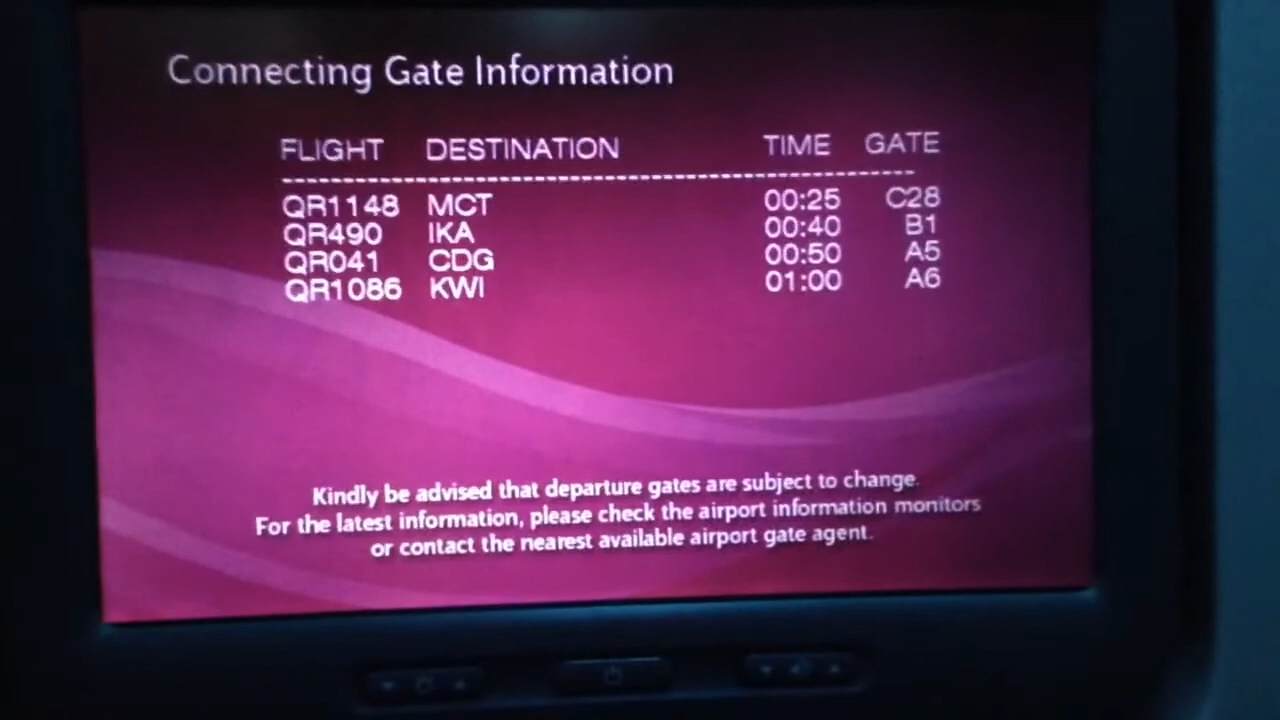 Connecting Gate Information
FLIGHT DESTINATION TIME GATE
--------------------------------------------------------------
QR1148 MCT 00:25 C28
QR490 IKA 00:40 B1
QR041 CDG 00:50 A5
QR1086 KWI 01:00 A6
Kindly be advised that departure gates are subject to change.
For the latest information, please check the airport information monitors
or contact the nearest available airport gate agent.